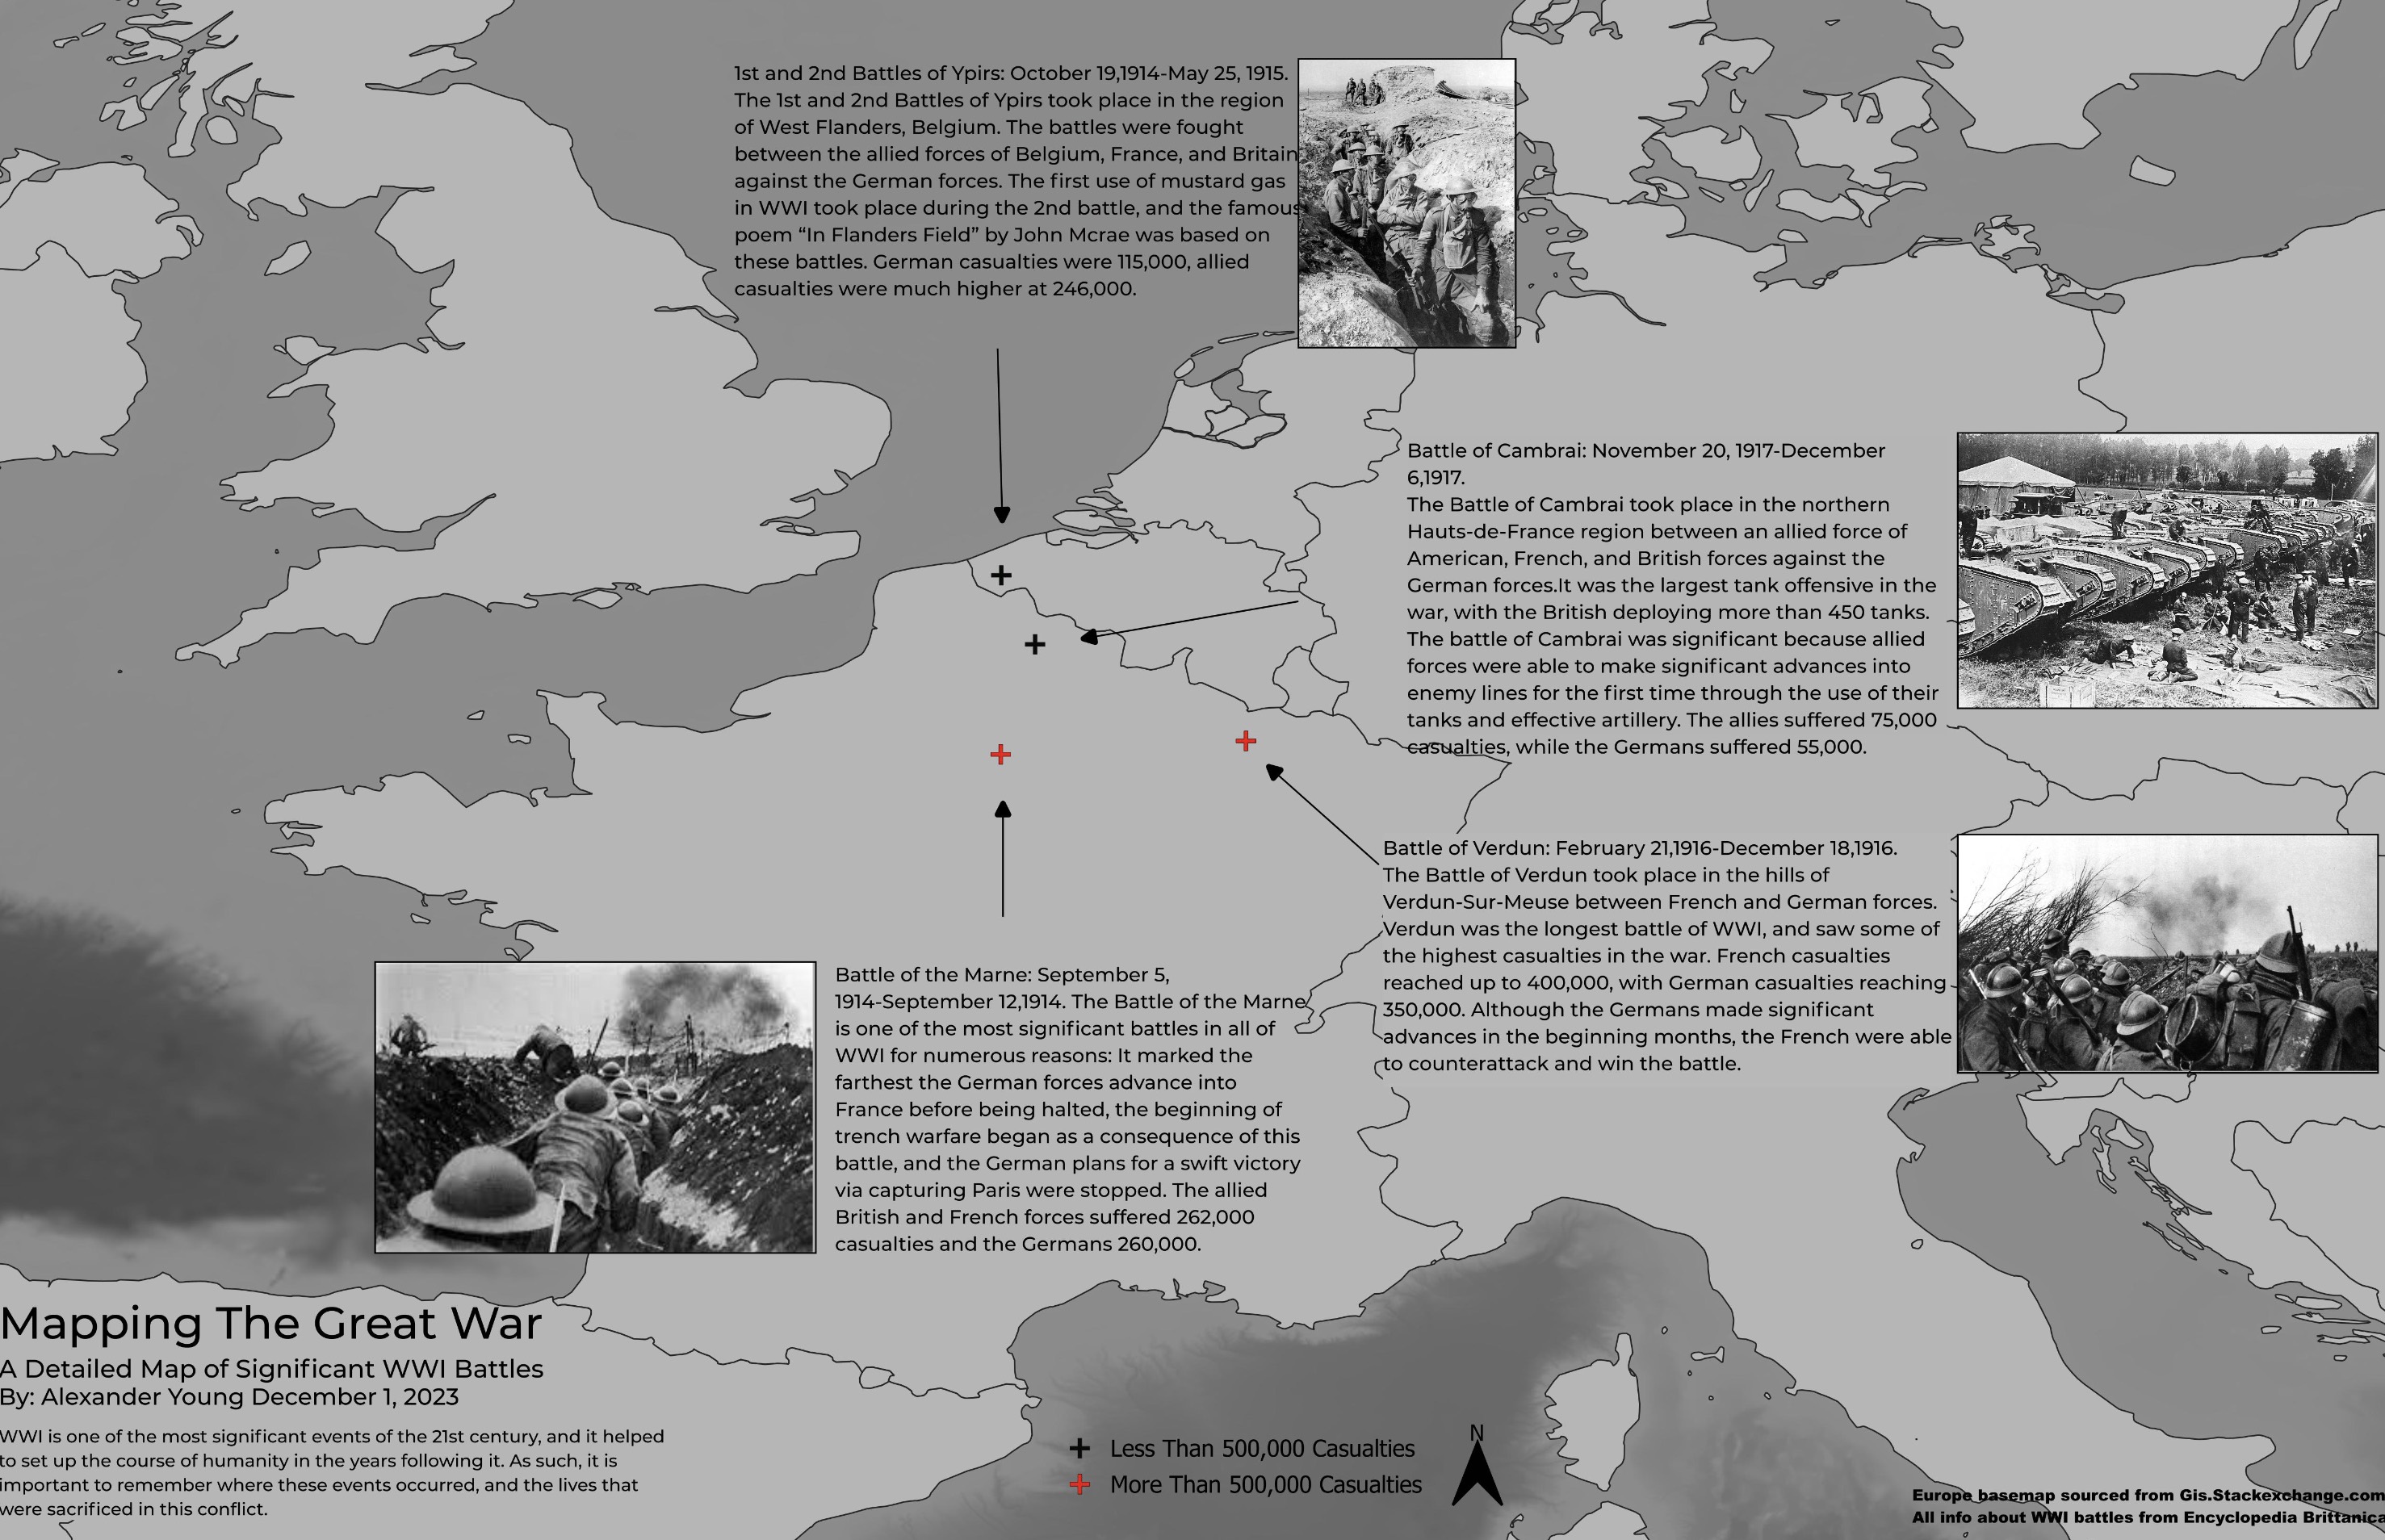 1st and 2nd Battles of Ypirs: October 19,1914-May 25, 1915.
The 1st and 2nd Battles of Ypirs took place in the region
of West Flanders, Belgium. The battles were fought
between the allied forces of Belgium, France, and Britain
against the German forces. The first use of mustard gas
in WWI took place during the 2nd battle, and the famous
poem “In Flanders Field” by John Mcrae was based on
these battles. German casualties were 115,000, allied
casualties were much higher at 246,000.
Battle of Cambrai: November 20, 1917-December
6,1917.
The Battle of Cambrai took place in the northern
Hauts-de-France region between an allied force of
American, French, and British forces against the
German forces.It was the largest tank offensive in the
war, with the British deploying more than 450 tanks.
The battle of Cambrai was significant because allied
forces were able to make significant advances into
enemy lines for the first time through the use of their
tanks and effective artillery. The allies suffered 75,000
casualties, while the Germans suffered 55,000.
Battle of Verdun: February 21,1916-December 18,1916.
The Battle of Verdun took place in the hills of
Verdun-Sur-Meuse between French and German forces.
Verdun was the longest battle of WWI, and saw some of
the highest casualties in the war. French casualties
reached up to 400,000, with German casualties reaching
350,000. Although the Germans made significant
advances in the beginning months, the French were able
to counterattack and win the battle.
Battle of the Marne: September 5,
1914-September 12,1914. The Battle of the Marne
is one of the most significant battles in all of
WWI for numerous reasons: It marked the
farthest the German forces advance into
France before being halted, the beginning of
trench warfare began as a consequence of this
battle, and the German plans for a swift victory
via capturing Paris were stopped. The allied
British and French forces suffered 262,000
casualties and the Germans 260,000.
Mapping The Great War
A Detailed Map of Significant WWI Battles
By: Alexander Young December 1, 2023
WWI is one of the most significant events of the 21st century, and it helped
to set up the course of humanity in the years following it. As such, it is
important to remember where these events occurred, and the lives that
were sacrificed in this conflict.
Less Than 500,000 Casualties
More Than 500,000 Casualties
N
Europe basemap sourced from Gis.Stackexchange.com
All info about WWI battles from Encyclopedia Brittanica